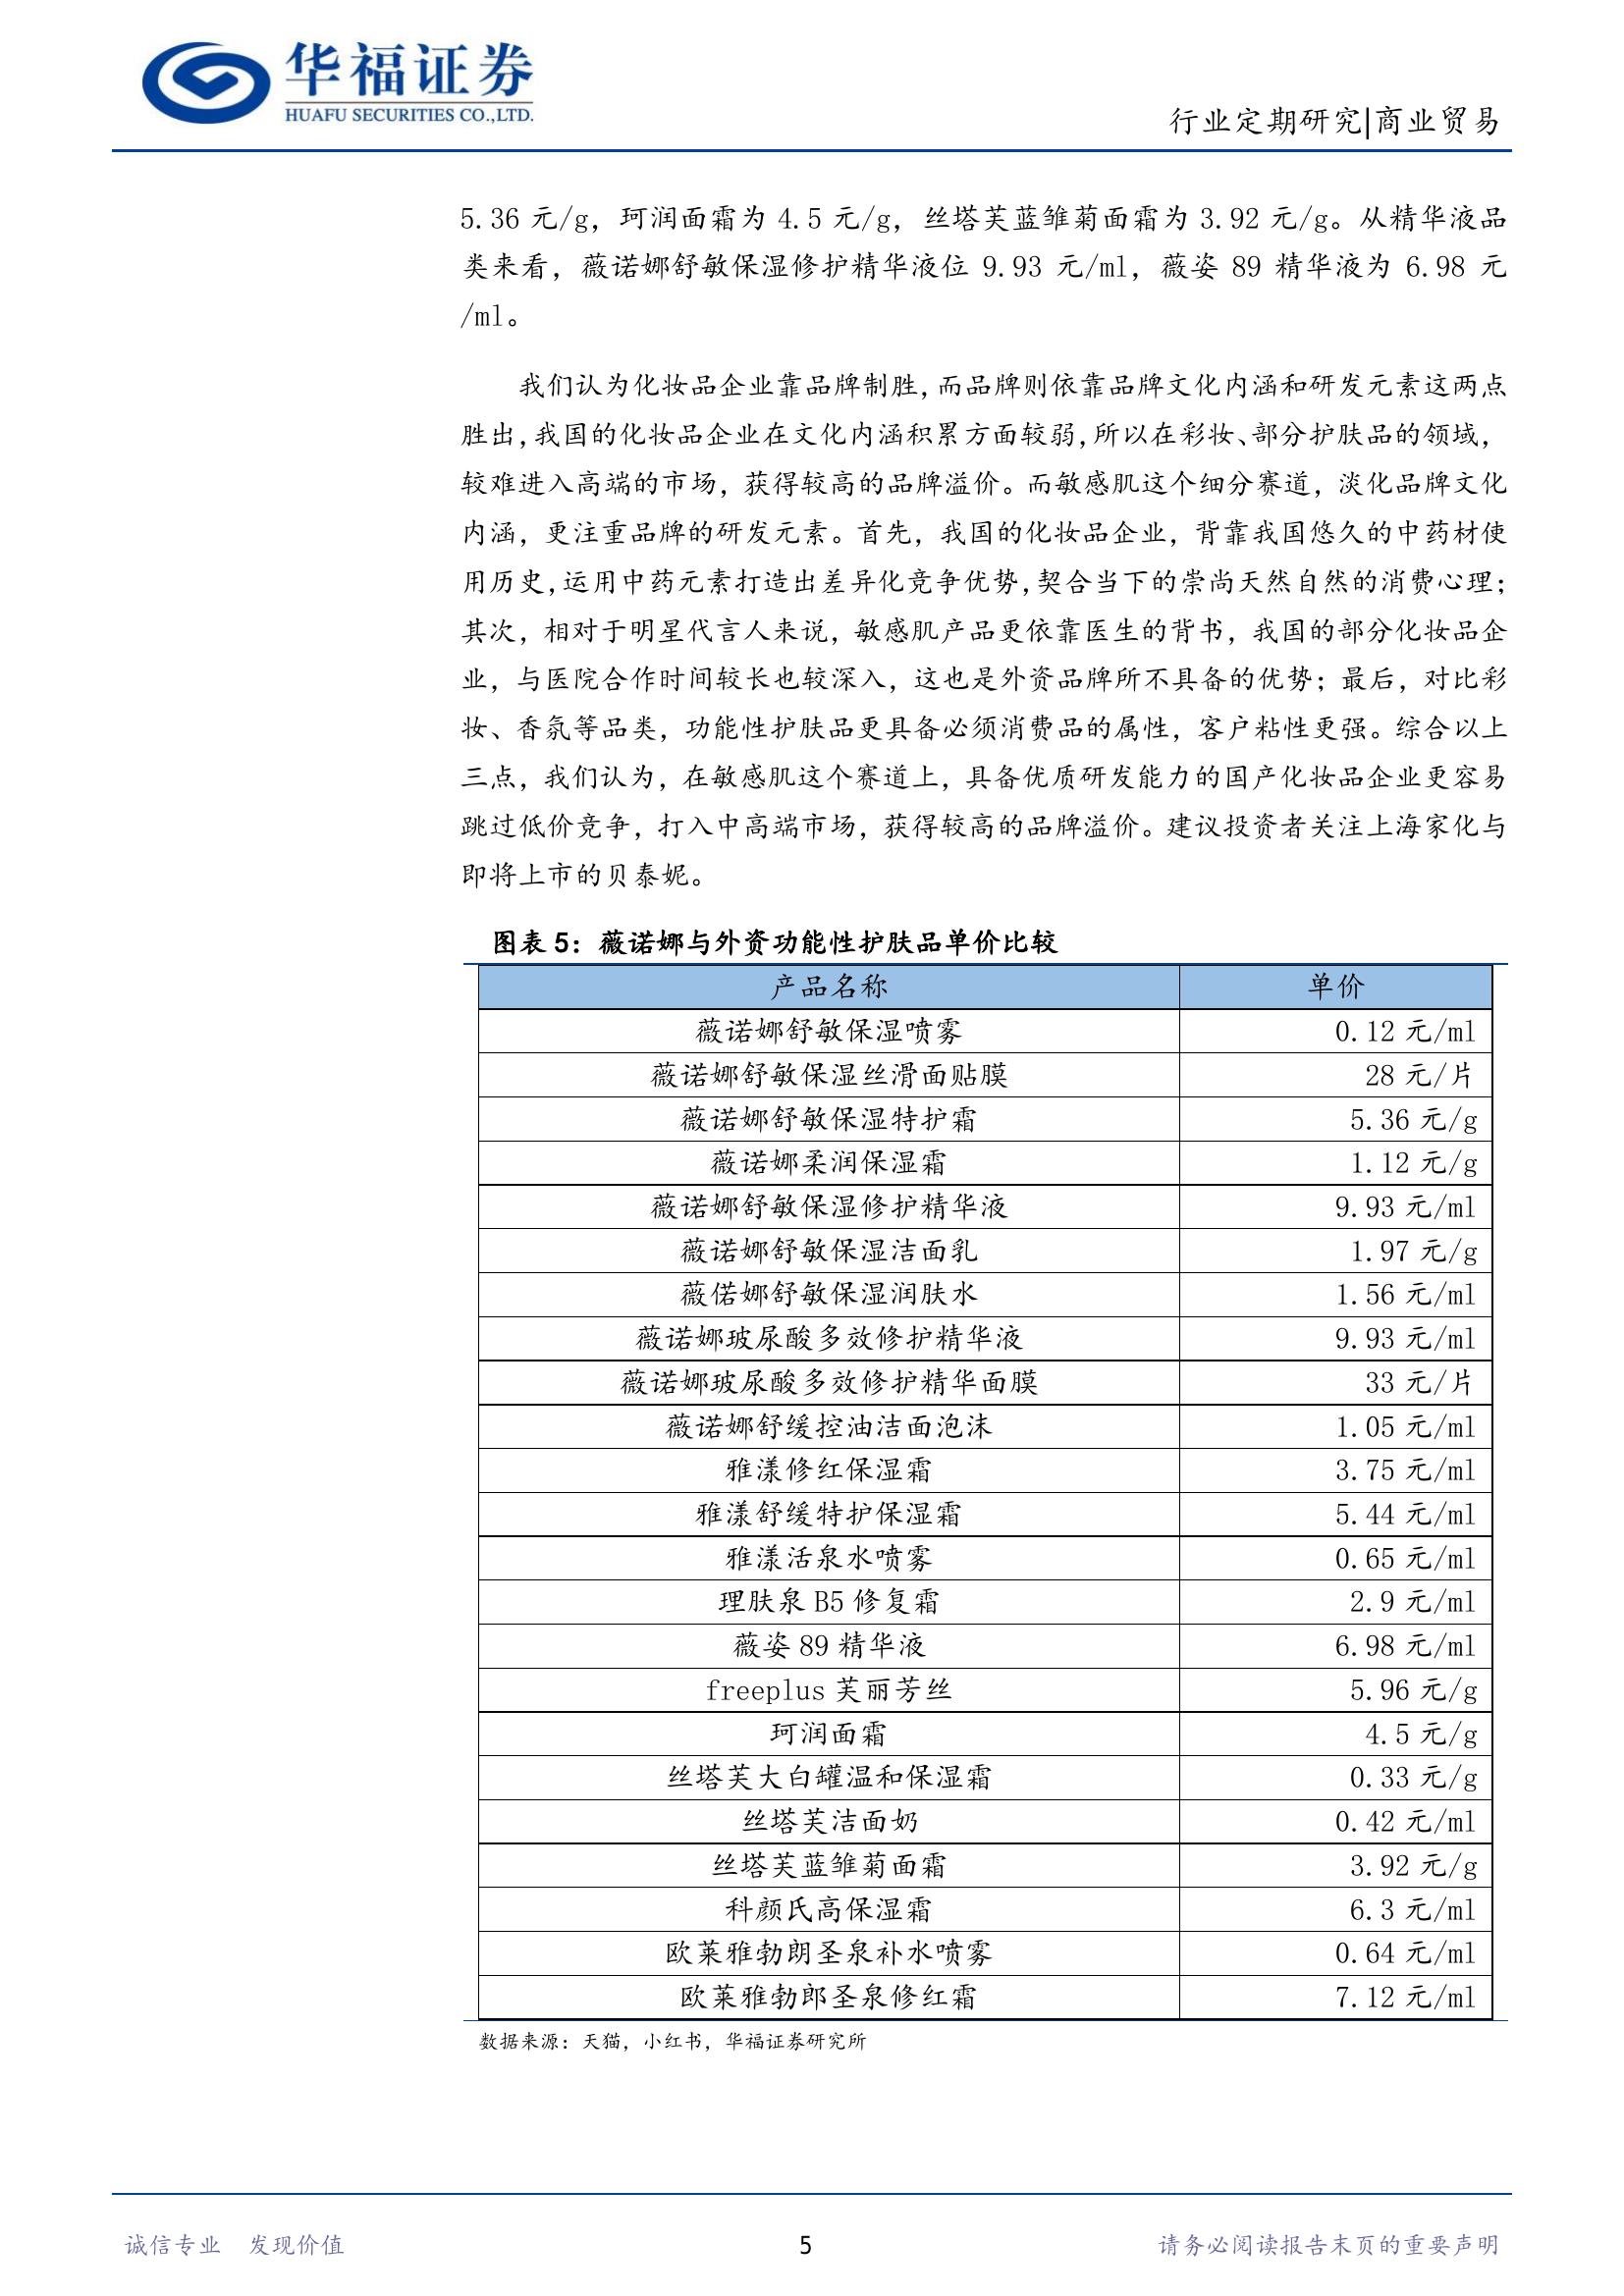 华福证券
HUAFU SECURITIES CO.,LTD.
行业定期研究|商业贸易
5.36 元/g，珂润面霜为 4.5 元/g，丝塔芙蓝雏菊面霜为 3.92 元/g。从精华液品
类来看，薇诺娜舒敏保湿修护精华液位 9.93 元/ml，薇姿 89 精华液为 6.98 元
/ml。
我们认为化妆品企业靠品牌制胜，而品牌则依靠品牌文化内涵和研发元素这两点
胜出，我国的化妆品企业在文化内涵积累方面较弱，所以在彩妆、部分护肤品的领域，
较难进入高端的市场，获得较高的品牌溢价。而敏感肌这个细分赛道，淡化品牌文化
内涵，更注重品牌的研发元素。首先，我国的化妆品企业，背靠我国悠久的中药材使
用历史，运用中药元素打造出差异化竞争优势，契合当下的崇尚天然自然的消费心理；
其次，相对于明星代言人来说，敏感肌产品更依靠医生的背书，我国的部分化妆品企
业，与医院合作时间较长也较深入，这也是外资品牌所不具备的优势；最后，对比彩
妆、香氛等品类，功能性护肤品更具备必须消费品的属性，客户粘性更强。综合以上
三点，我们认为，在敏感肌这个赛道上，具备优质研发能力的国产化妆品企业更容易
跳过低价竞争，打入中高端市场，获得较高的品牌溢价。建议投资者关注上海家化与
即将上市的贝泰妮。
图表 5：薇诺娜与外资功能性护肤品单价比较
产品名称 单价
薇诺娜舒敏保湿喷雾 0.12 元/ml
薇诺娜舒敏保湿丝滑面贴膜 28 元/片
薇诺娜舒敏保湿特护霜 5.36 元/g
薇诺娜柔润保湿霜 1.12 元/g
薇诺娜舒敏保湿修护精华液 9.93 元/ml
薇诺娜舒敏保湿洁面乳 1.97 元/g
薇偌娜舒敏保湿润肤水 1.56 元/ml
薇诺娜玻尿酸多效修护精华液 9.93 元/ml
薇诺娜玻尿酸多效修护精华面膜 33 元/片
薇诺娜舒缓控油洁面泡沫 1.05 元/ml
雅漾修红保湿霜 3.75 元/ml
雅漾舒缓特护保湿霜 5.44 元/ml
雅漾活泉水喷雾 0.65 元/ml
理肤泉 B5 修复霜 2.9 元/ml
薇姿 89 精华液 6.98 元/ml
freeplus 芙丽芳丝 5.96 元/g
珂润面霜 4.5 元/g
丝塔芙大白罐温和保湿霜 0.33 元/g
丝塔芙洁面奶 0.42 元/ml
丝塔芙蓝雏菊面霜 3.92 元/g
科颜氏高保湿霜 6.3 元/ml
欧莱雅勃朗圣泉补水喷雾 0.64 元/ml
欧莱雅勃郎圣泉修红霜 7.12 元/ml
数据来源：天猫，小红书，华福证券研究所
诚信专业 发现价值 5 请务必阅读报告末页的重要声明